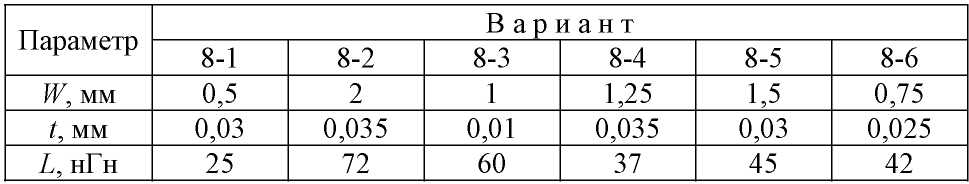 Параметр В а р и а н т
8-1 8-2 8-3 8-4 8-5 8-6
W, мм 0,5 2 1 1,25 1,5 0,75
t, мм 0,03 0,035 0,01 0,035 0,03 0,025
L, нГн 25 72 60 37 45 42